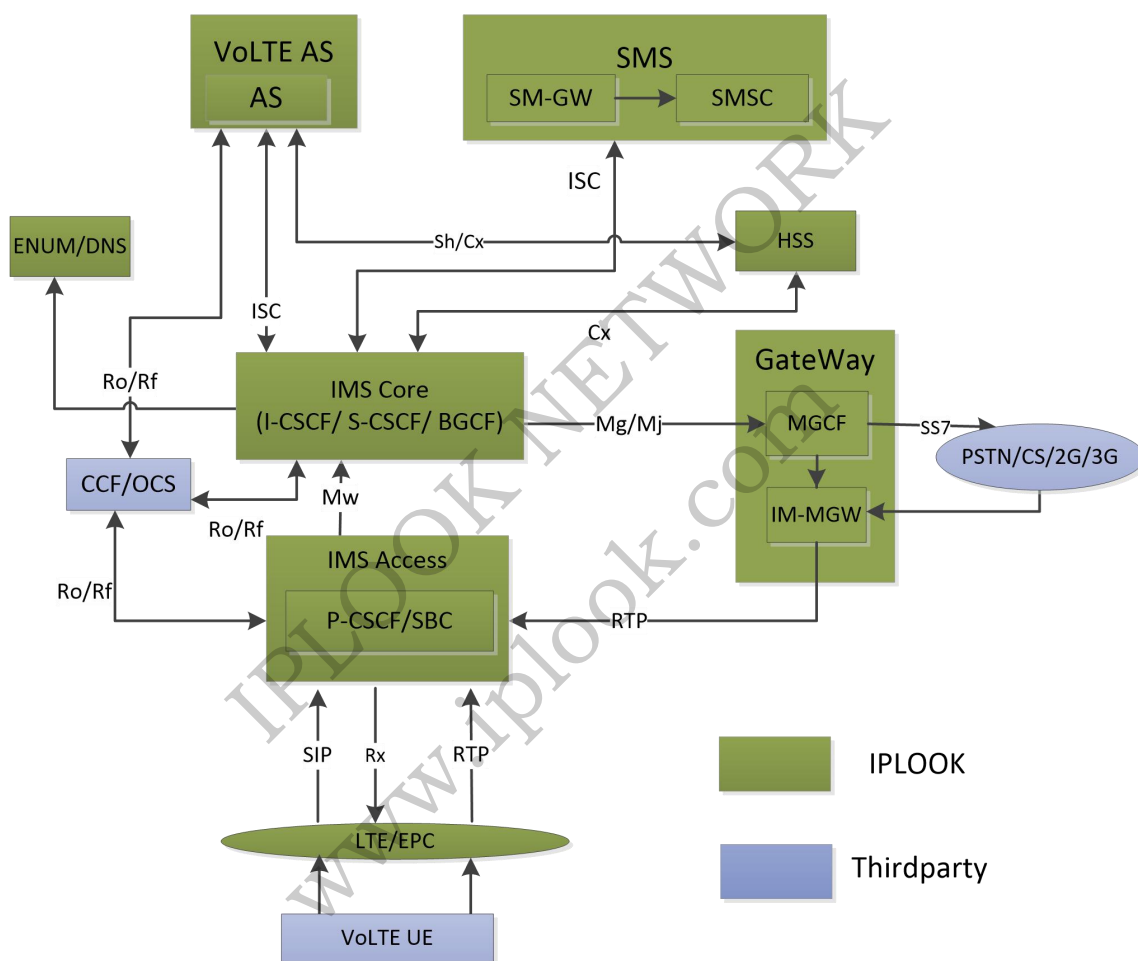 VoLTE AS
AS
SMS
SM-GW
SMSC
ISC
ENUM/DNS
Sh/Cx
HSS
ISC
Cx
Ro/Rf
IMS Core
(I-CSCF/ S-CSCF/ BGCF)
GateWay
Mg/Mj
MGCF
SS7
PSTN/CS/2G/3G
CCF/OCS
Mw
IM-MGW
Ro/Rf
IMS Access
Ro/Rf
P-CSCF/SBC
RTP
SIP
Rx
RTP
IPLOOK
LTE/EPC
Thirdparty
VoLTE UE
IPLOOK NETWORK
www.iplook.com